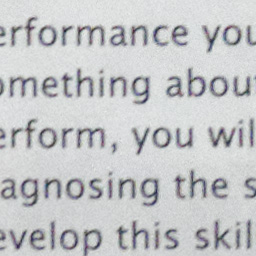 erformance you
omething about
erform, you wil
agnosing the s
evelop this skil